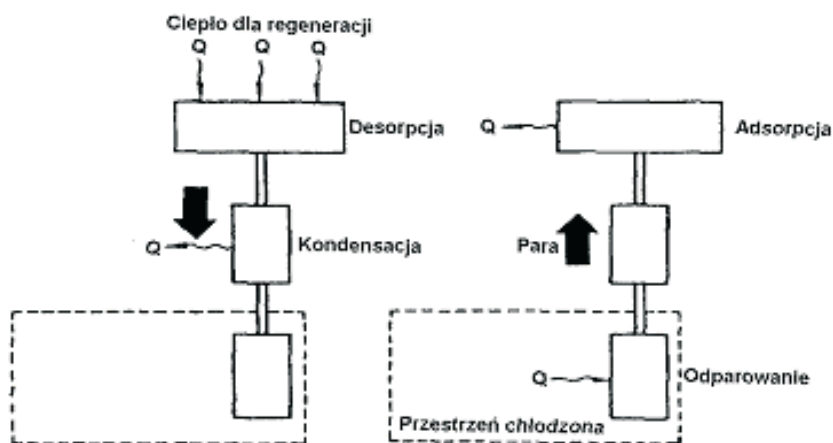 Ciepło dla regeneracji
Q Q Q
Desorpcja
Q
Adsorpcja
Q
Kondensacja
Para
Q
Odparowanie
Przestrzeń chłodzona